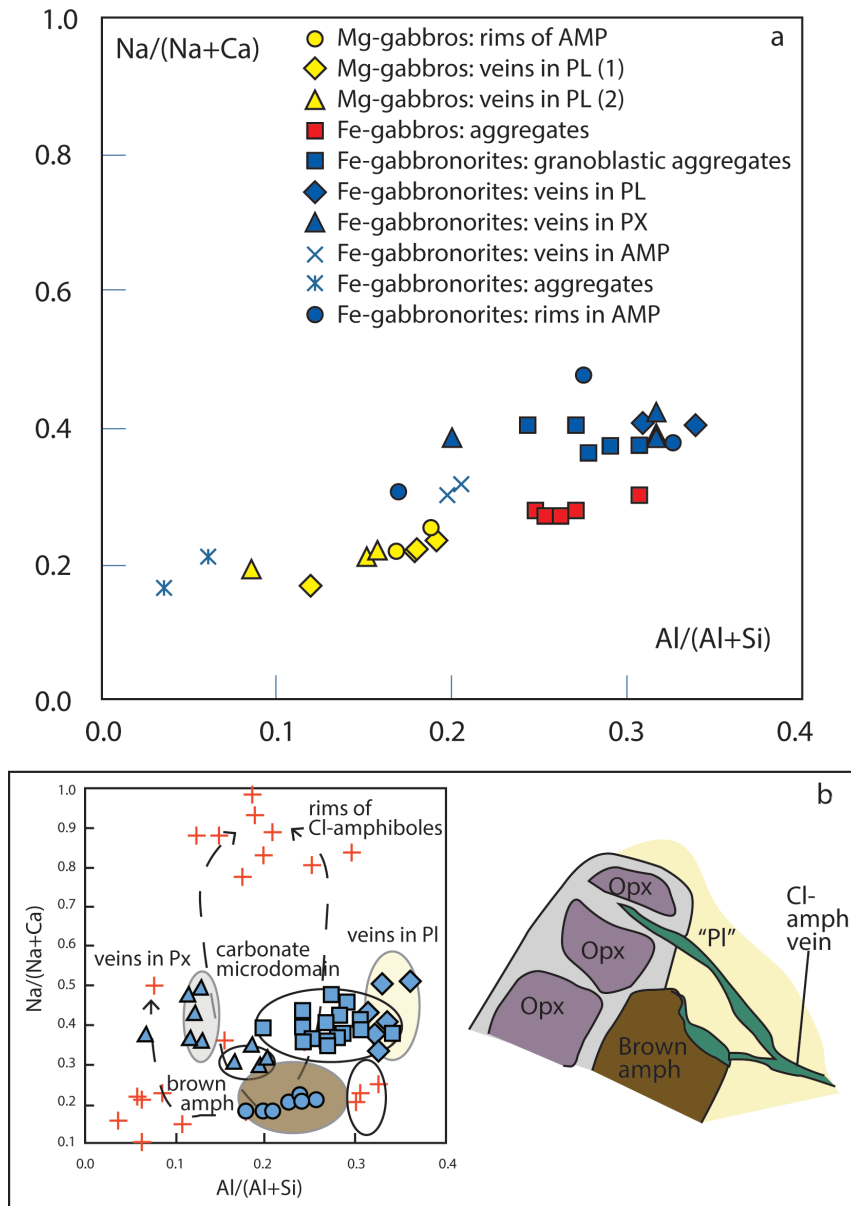 1.0
Na/(Na+Ca)
a
Mg-gabbros: rims of AMP
Mg-gabbros: veins in PL (1)
Mg-gabbros: veins in PL (2)
Fe-gabbros: aggregates
Fe-gabbronorites: granoblastic aggregates
Fe-gabbronorites: veins in PL
Fe-gabbronorites: veins in PX
Fe-gabbronorites: veins in AMP
Fe-gabbronorites: aggregates
Fe-gabbronorites: rims in AMP
0.8
0.6
0.4
0.2
0.0
Al/(Al+Si)
0.0
0.1
0.2
0.3
0.4
b
1.0
0.9
0.8
0.7
0.6
0.5
0.4
0.3
0.2
0.1
Na/(Na+Ca)
rims of
Cl-amphiboles
veins in Px
carbonate
microdomain
veins in Pl
brown
amph
0.0
0.1
0.2
0.3
0.4
Al/(Al+Si)
Opx
Opx
Opx
"Pl"
Cl-
amph
vein
Brown
amph